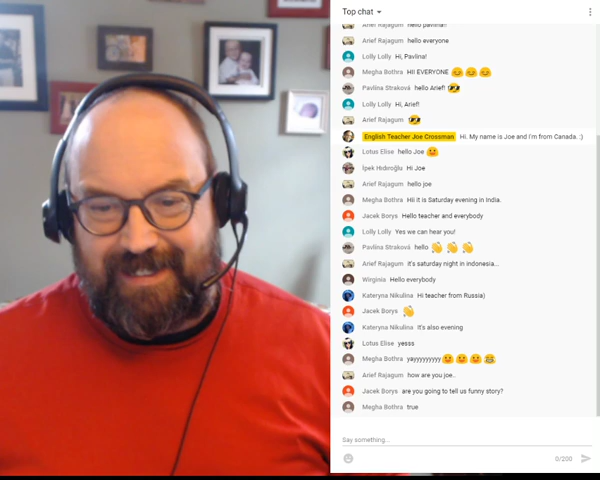 Top chat
Arief Rajagum hello pavlina!
Arief Rajagum hello everyone
Lolly Lolly Hi, Pavlina!
Megha Bothra HII EVERYONE
Pavlína Straková hello Arief!
Lolly Lolly Hi, Arief!
Arief Rajagum
English Teacher Joe Crossman Hi. My name is Joe and I'm from Canada. :)
Lotus Elise hello Joe
İpek Hıdıroğlu Hi Joe
Arief Rajagum hello joe
Megha Bothra Hii it is Saturday evening in India.
Jacek Borys Hello teacher and everybody
Lolly Lolly Yes we can hear you!
Pavlína Straková hello
Arief Rajagum it's saturday night in indonesia...
Wirginia Hello everybody
Kateryna Nikulina Hi teacher from Russia)
Jacek Borys
Kateryna Nikulina It's also evening
Lotus Elise yesss
Megha Bothra yayyyyyyyyy
Arief Rajagum how are you joe..
Jacek Borys are you going to tell us funny story?
Megha Bothra true
Say something...
0/200